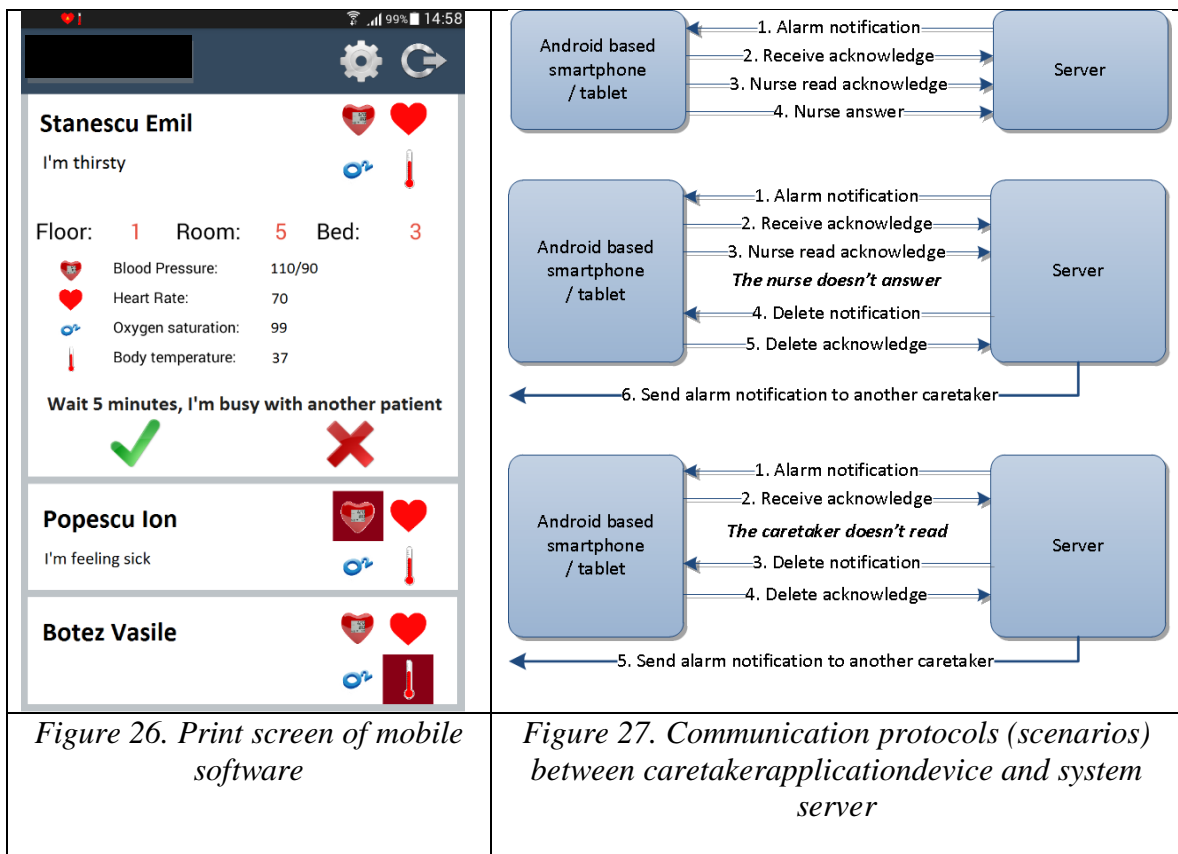 99% 14:58
Stanescu Emil
I'm thirsty
Floor: 1 Room: 5 Bed: 3
Blood Pressure: 110/90
Heart Rate: 70
Oxygen saturation: 99
Body temperature: 37
Wait 5 minutes, I'm busy with another patient
Popescu Ion
I'm feeling sick
Botez Vasile
Android based
smartphone
/ tablet
1. Alarm notification
2. Receive acknowledge
3. Nurse read acknowledge
4. Nurse answer
Server
Android based
smartphone
/ tablet
1. Alarm notification
2. Receive acknowledge
3. Nurse read acknowledge
The nurse doesn't answer
4. Delete notification
5. Delete acknowledge
Server
6. Send alarm notification to another caretaker
Android based
smartphone
/ tablet
1. Alarm notification
2. Receive acknowledge
The caretaker doesn't read
3. Delete notification
4. Delete acknowledge
Server
5. Send alarm notification to another caretaker
Figure 26. Print screen of mobile
software
Figure 27. Communication protocols (scenarios)
between caretakerapplicationdevice and system
server